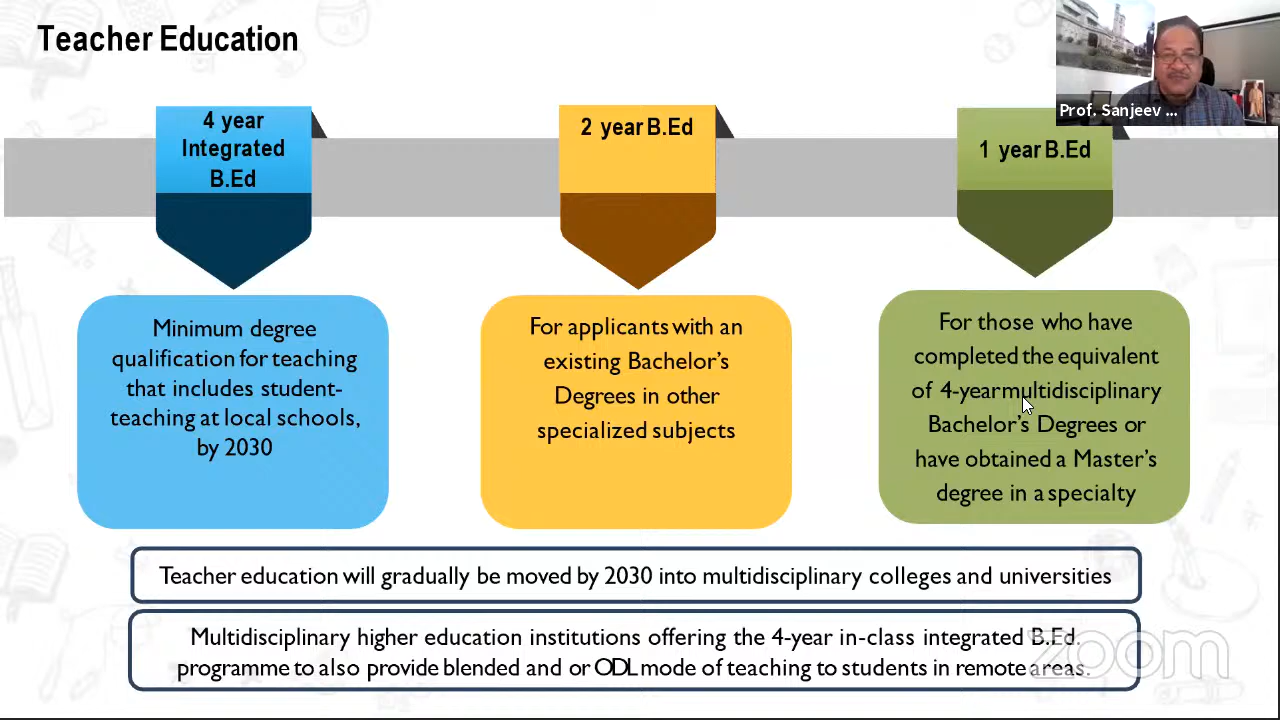 Teacher Education
Prof. Sanjeev ...
4 year
Integrated
B.Ed
2 year B.Ed
1 year B.Ed
Minimum degree
qualification for teaching
that includes student-
teaching at local schools,
by 2030
For applicants with an
existing Bachelor's
Degrees in other
specialized subjects
For those who have
completed the equivalent
of 4-year multidisciplinary
Bachelor's Degrees or
have obtained a Master's
degree in a specialty
Teacher education will gradually be moved by 2030 into multidisciplinary colleges and universities
Multidisciplinary higher education institutions offering the 4-year in-class integrated B.Ed.
programme to also provide blended and or ODL mode of teaching to students in remote areas.
zoom